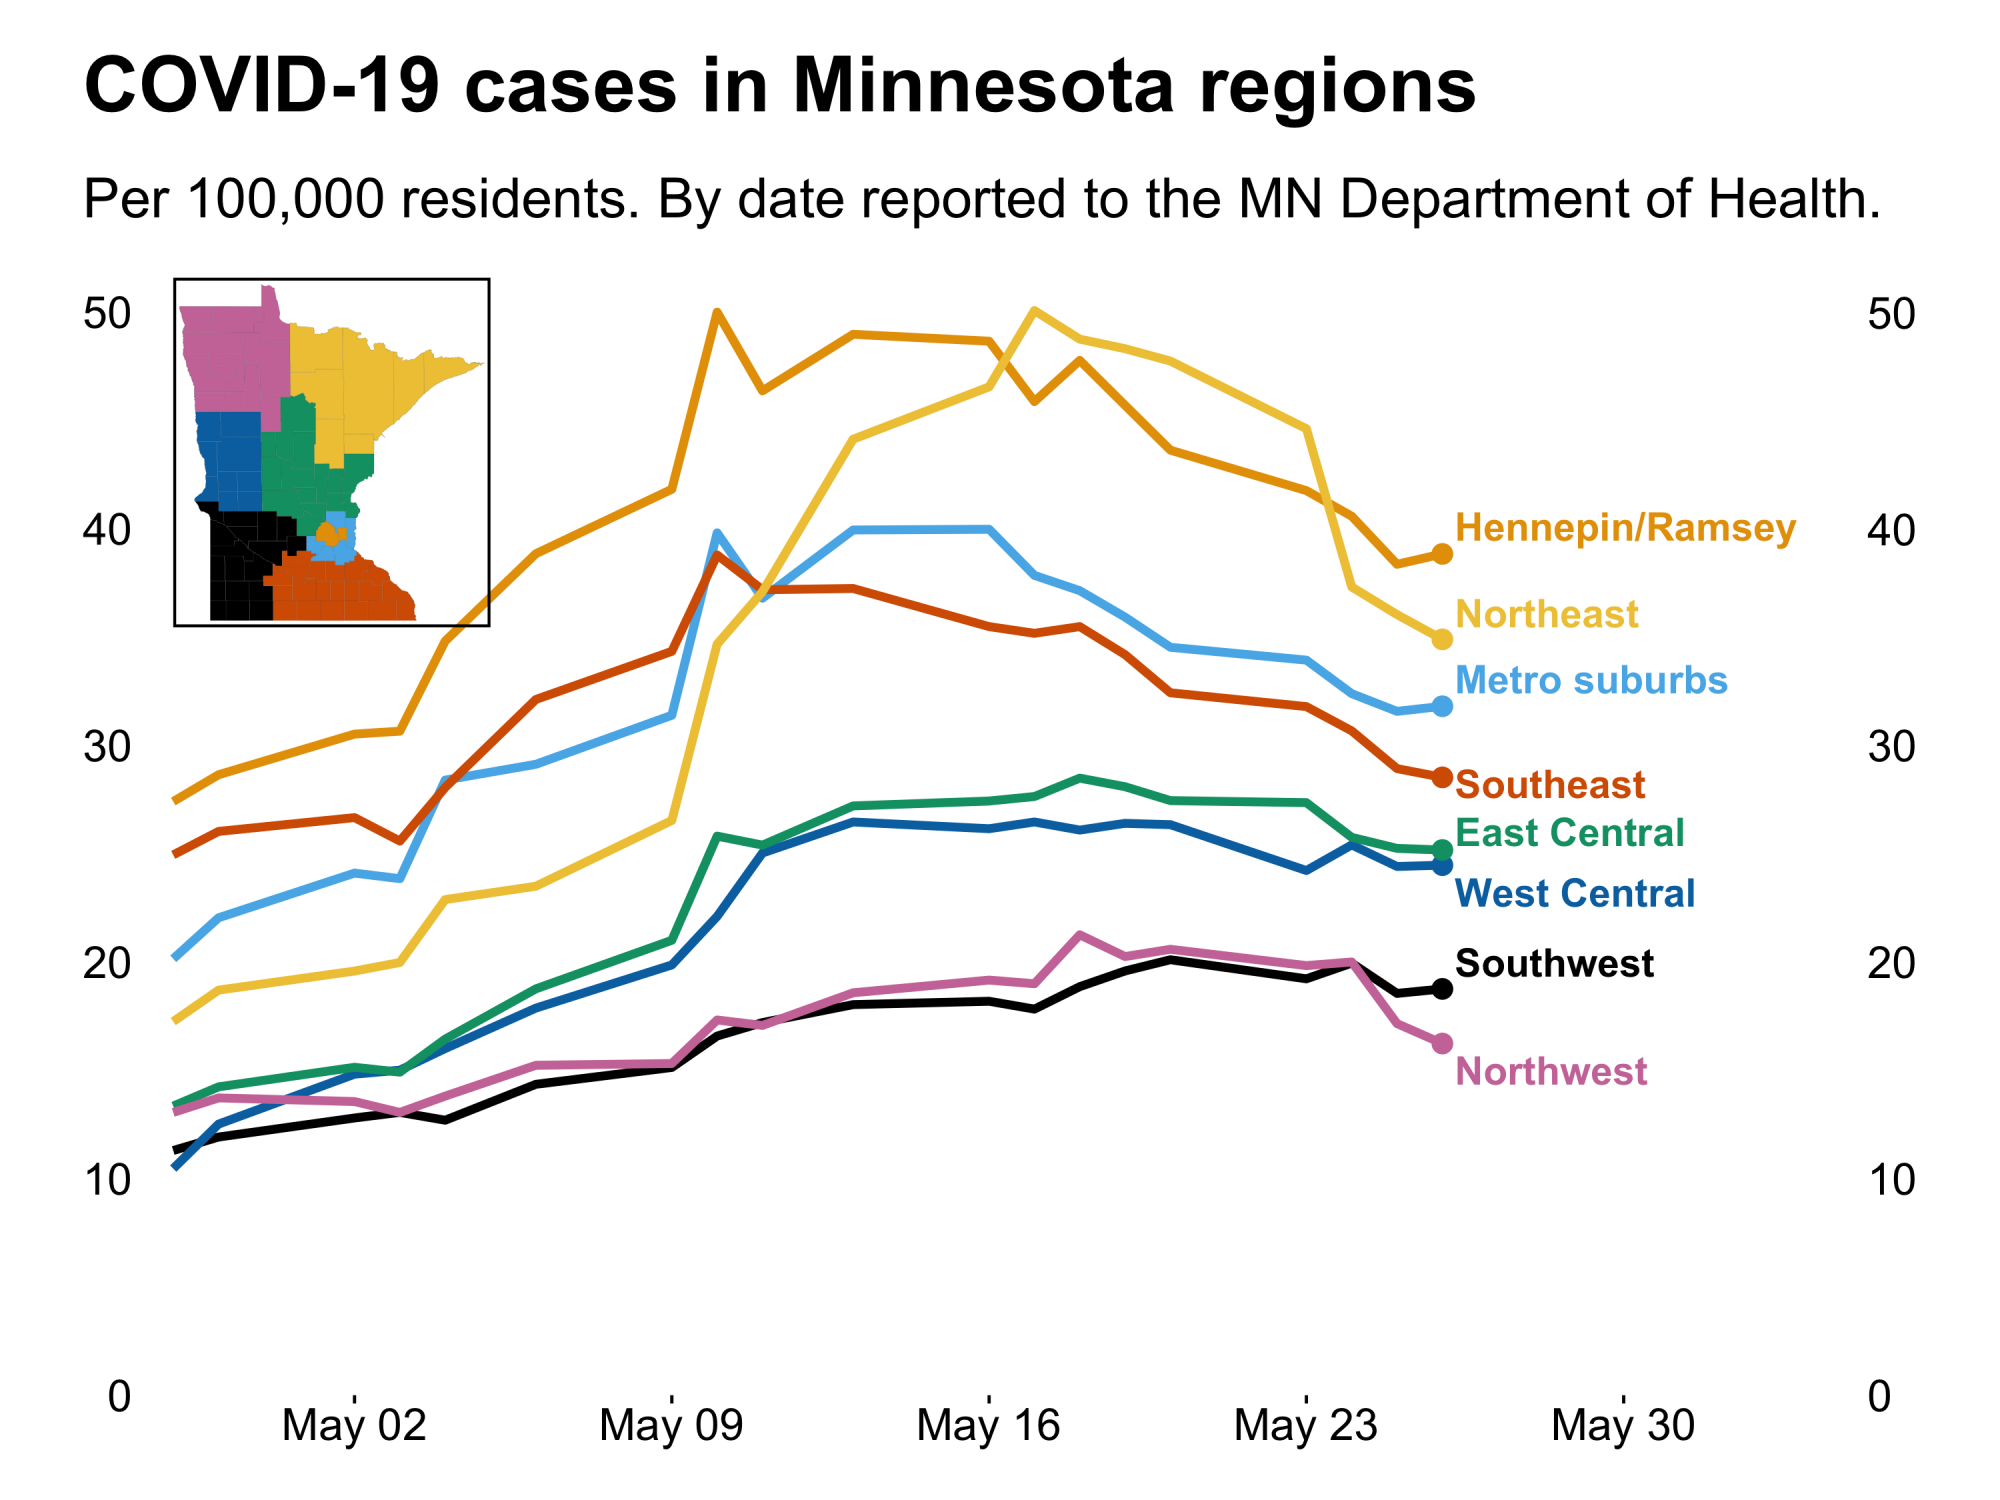 COVID-19 cases in Minnesota regions
Per 100,000 residents. By date reported to the MN Department of Health.
50
50
40
40
30
30
20
20
10
10
0
0
Hennepin/Ramsey
Northeast
Metro suburbs
Southeast
East Central
West Central
Southwest
Northwest
May 02
May 09
May 16
May 23
May 30